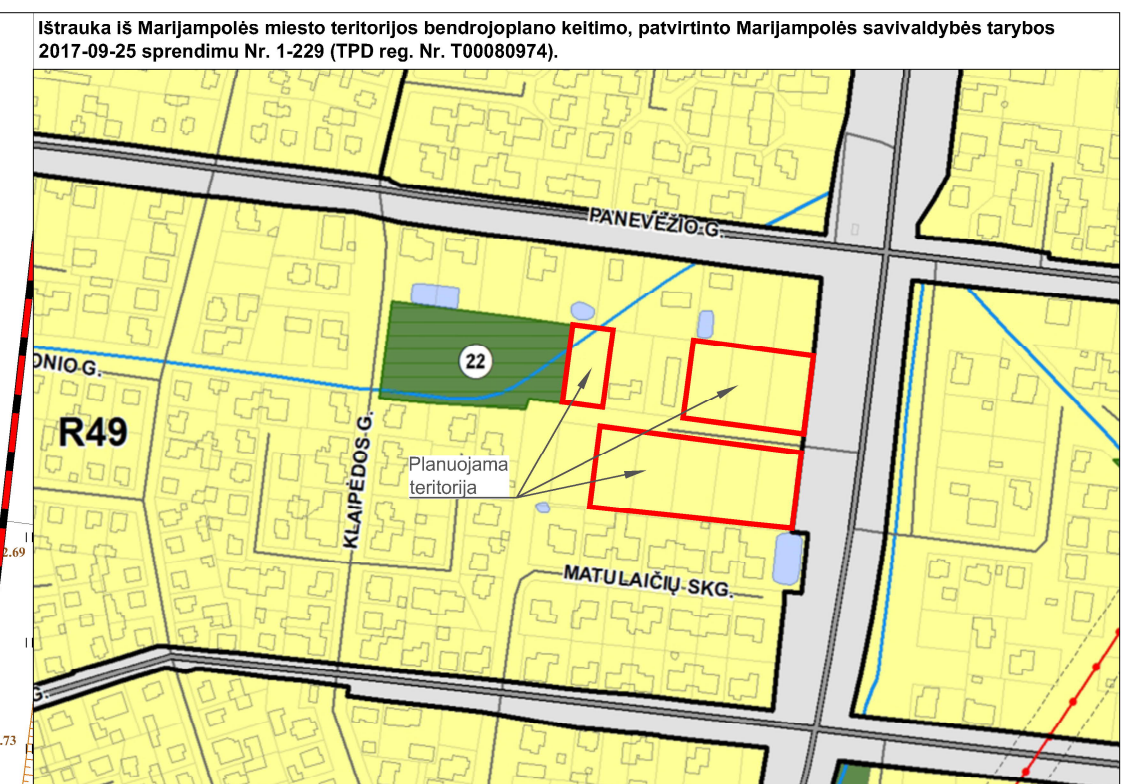 Ištrauka iš Marijampolės miesto teritorijos bendrojoplano keitimo, patvirtinto Marijampolės savivaldybės tarybos
2017-09-25 sprendimu Nr. 1-229 (TPD reg. Nr. T00080974).
PANEVĖŽIO G.
22
ONIO G.
R49
KLAIPĖDOS G.
Planuojama
teritorija
2.69
MATULAIČIŲ SKG.
G.
.73